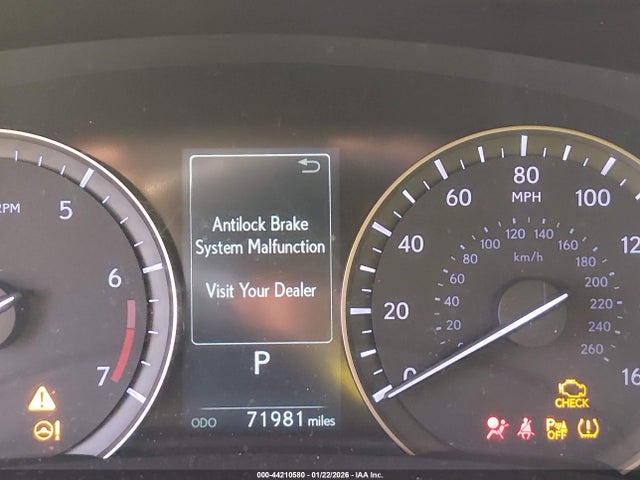 RPM
5
6
7
Antilock Brake
System Malfunction
Visit Your Dealer
P
ODO 71981 miles
0
20
40
60
80
100
MPH
km/h
20
40
60
80
100
120
140
160
180
200
220
240
260
CHECK
P
OFF
000-44210580 - 01/22/2026 - IAA Inc.